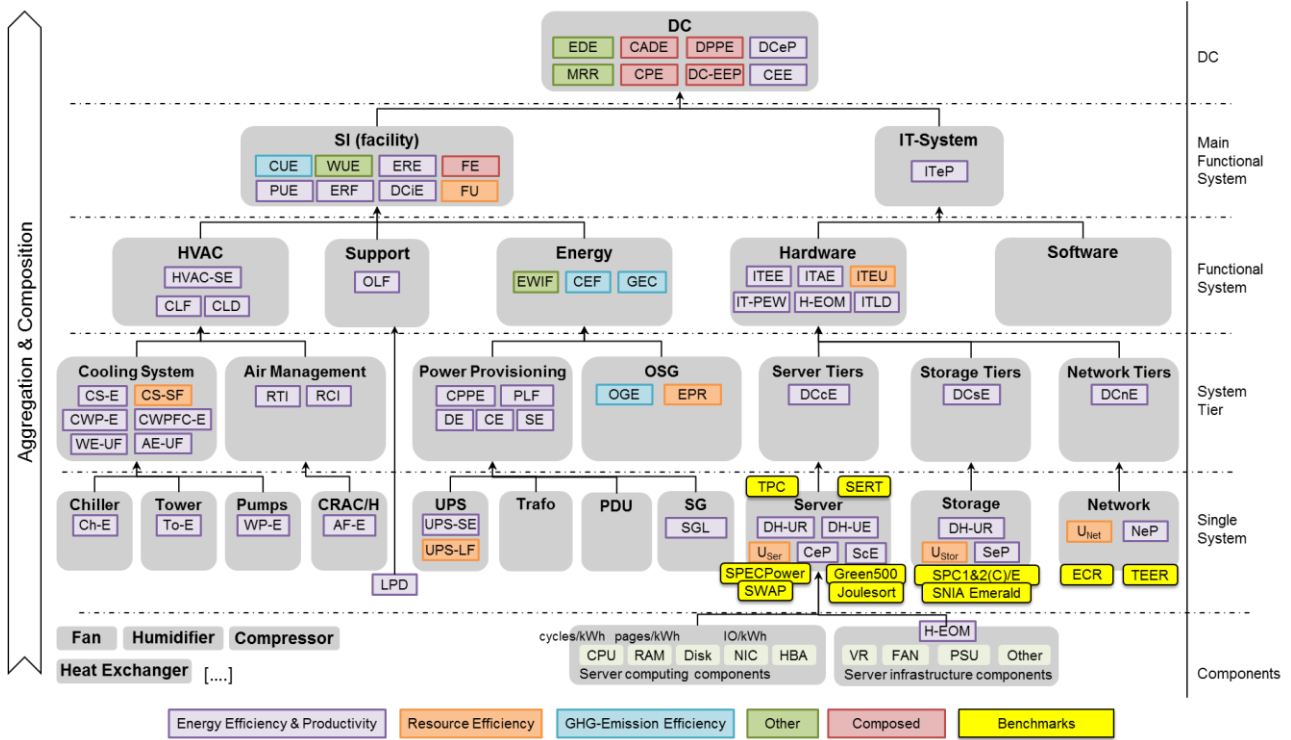 Aggregation & Composition
DC
EDE CADE DPPE DCeP
MRR CPE DC-EEP CEE
DC
SI (facility)
CUE WUE ERE FE
PUE ERF DCiE FU
IT-System
ITeP
Main
Functional
System
HVAC
HVAC-SE
CLF CLD
Support
OLF
Energy
EWIF CEF GEC
Hardware
ITEE ITAE ITEU
IT-PEW H-EOM ITLD
Software
Functional
System
Cooling System
CS-E CS-SF
CWP-E CWPFC-E
WE-UF AE-UF
Air Management
RTI RCI
Power Provisioning
CPPE PLF
DE CE SE
OSG
OGE EPR
Server Tiers
DCcE
Storage Tiers
DCsE
Network Tiers
DCnE
System
Tier
Chiller
Ch-E
Tower
To-E
Pumps
WP-E
CRAC/H
AF-E
LPD
UPS
UPS-SE
UPS-LF
Trafo
PDU
SG
SGL
TPC SERT
Server
DH-UR DH-UE
USer CeP ScE
SPECPower Green500
SWAP Joulesort
Storage
DH-UR
UStor SeP
SPC1&2(C)/E
SNIA Emerald
Network
UNet NeP
ECR TEER
Single
System
Fan Humidifier Compressor
Heat Exchanger [....]
cycles/kWh pages/kWh IO/kWh
CPU RAM Disk NIC HBA
Server computing components
H-EOM
VR FAN PSU Other
Server infrastructure components
Components
Energy Efficiency & Productivity Resource Efficiency GHG-Emission Efficiency Other Composed Benchmarks